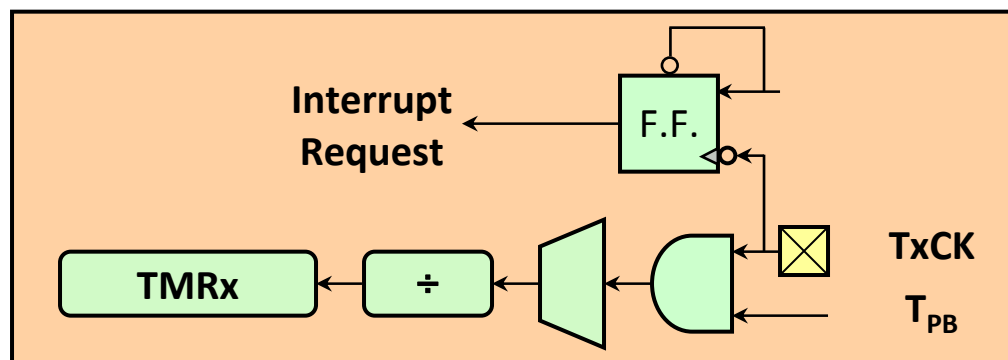 Interrupt
Request
F.F.
TxCK
TMRx
÷
TPB